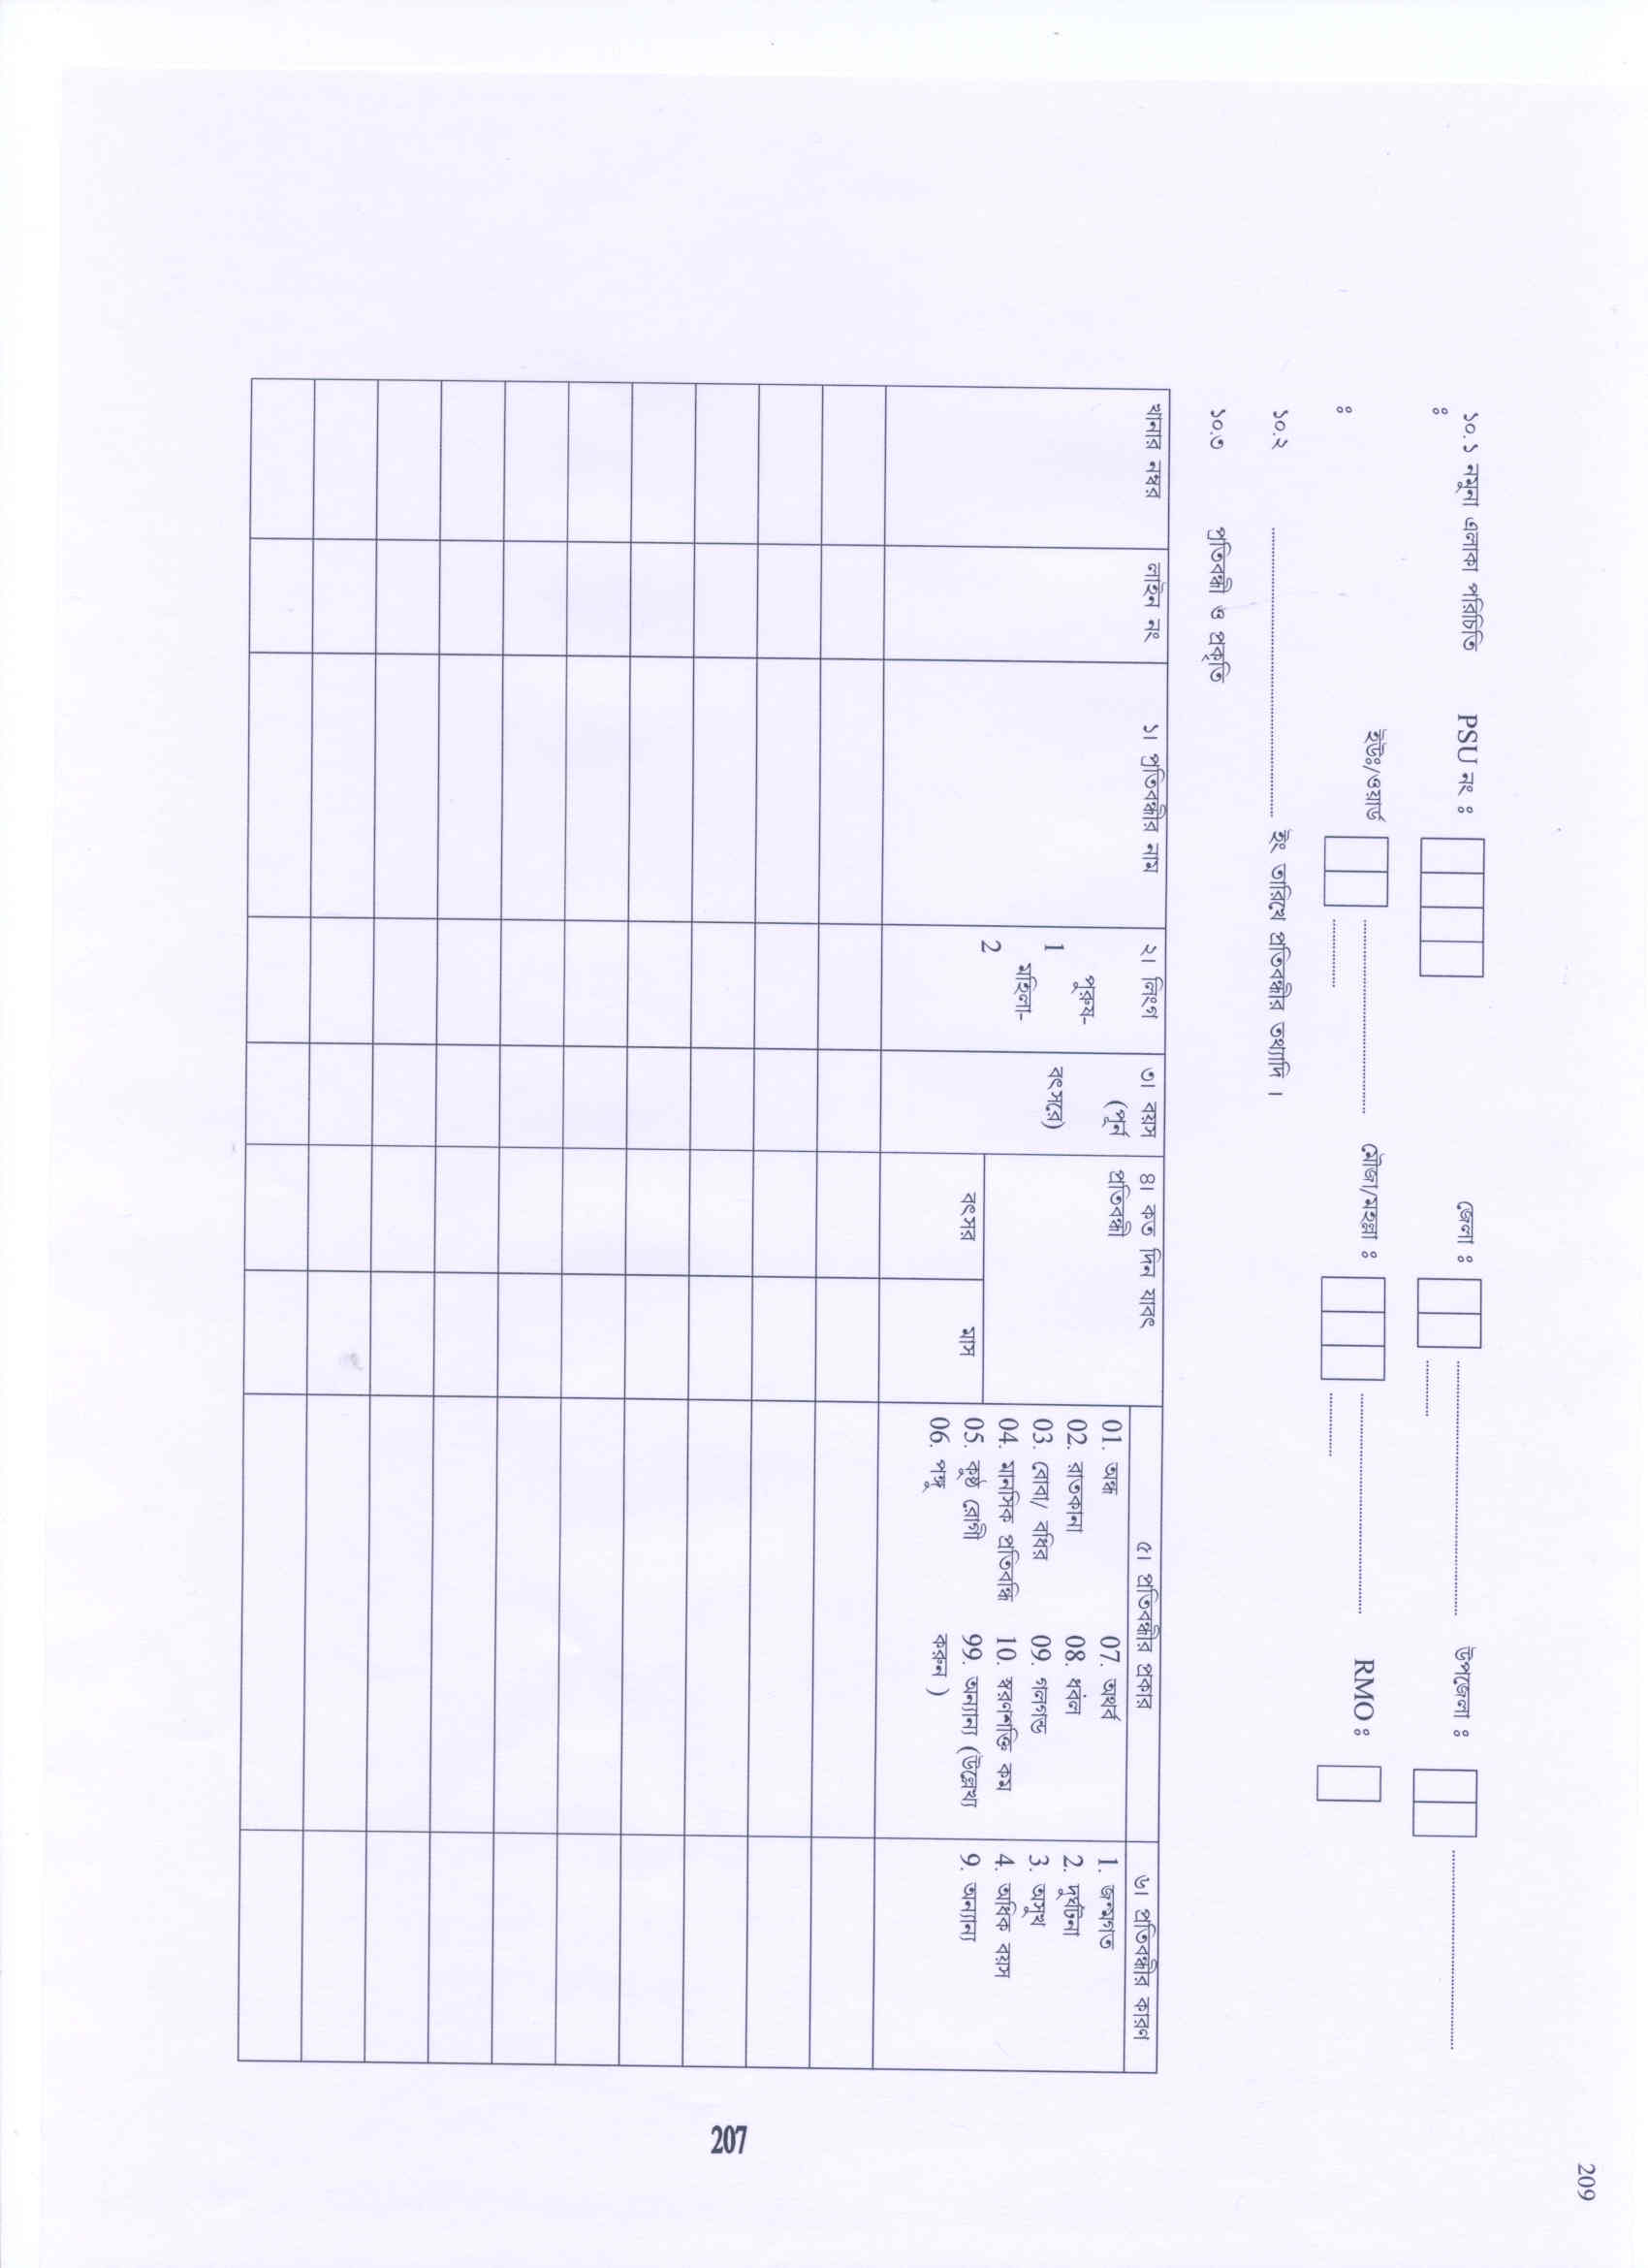 209
১০.১ নমুনা এলাকা পরিচিতি PSU নং ঃ জেলা ঃ ........ উপজেলা ঃ ........
ঃ ........
ইউঃ/ওয়ার্ড ........ মৌজা/মহল্লা ঃ ........ RMO ঃ
ঃ ........ ........
১০.২ ........ ইং তারিখে প্রতিবন্ধীর তথ্যাদি ।
১০.৩ প্রতিবন্ধী ও প্রকৃতি
খানার নম্বর লাইন নং ১। প্রতিবন্ধীর নাম ২। লিংগ ৩। বয়স ৪। কত দিন যাবৎ ৫। প্রতিবন্ধীর প্রকার ৬। প্রতিবন্ধীর কারণ
(পূর্ন প্রতিবন্ধী 01. অন্ধ 07. অথর্ব 1. জন্মগত
পুরুষ- 02. রাতকানা 08. ধবল 2. দুর্ঘটনা
1 বৎসরে) 03. বোবা/ বধির 09. গলগন্ড 3. অসুখ
মহিলা- 04. মানসিক প্রতিবন্ধি 10. স্বরণশক্তি কম 4. অধিক বয়স
2 বৎসর মাস 05. কুষ্ঠ রোগী 99. অন্যান্য (উল্লেখ্য 9. অন্যান্য
06. পঙ্গু করুন )
207